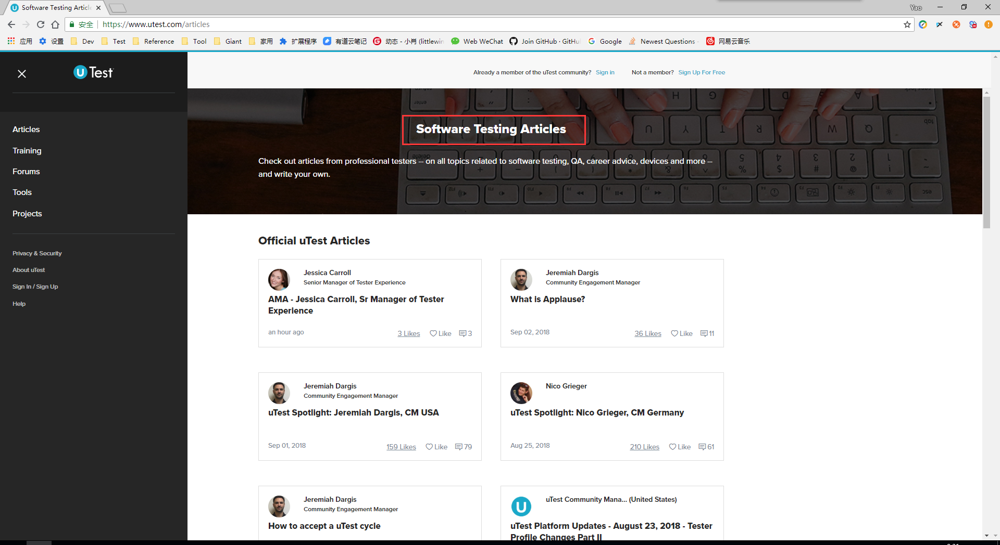 Software Testing Article
Yao
安全 https://www.utest.com/articles
应用 设置 Dev Test Reference Tool Giant 家用 扩展程序 有道云笔记 动态 - 小肖 (littlewin Web WeChat Join GitHub · GitHu Google Newest Questions 网易云音乐
U Test
Already a member of the uTest community? Sign in Not a member? Sign Up For Free
Articles
Training
Forums
Tools
Projects
Privacy & Security
About uTest
Sign In / Sign Up
Help
Software Testing Articles
Check out articles from professional testers -- on all topics related to software testing, QA, career advice, devices and more --
and write your own.
Official uTest Articles
Jessica Carroll
Senior Manager of Tester Experience
AMA - Jessica Carroll, Sr Manager of Tester
Experience
an hour ago 3 Likes Like 3
Jeremiah Dargis
Community Engagement Manager
What is Applause?
Sep 02, 2018 36 Likes Like 11
Jeremiah Dargis
Community Engagement Manager
uTest Spotlight: Jeremiah Dargis, CM USA
Sep 01, 2018 159 Likes Like 79
Nico Grieger
uTest Spotlight: Nico Grieger, CM Germany
Aug 25, 2018 210 Likes Like 61
Jeremiah Dargis
Community Engagement Manager
How to accept a uTest cycle
U
uTest Community Mana... (United States)
uTest Platform Updates - August 23, 2018 - Tester
Profile Changes Part II